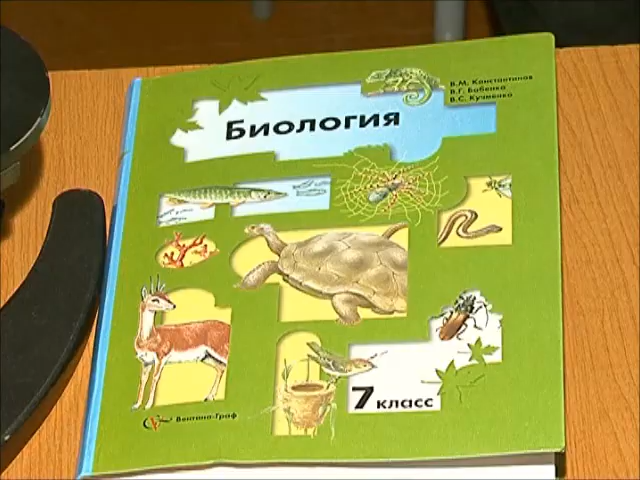 В.М. Константинов
В.Г. Бабенко
В.С. Кучменко
Биология
7 класс
Вентана-Граф